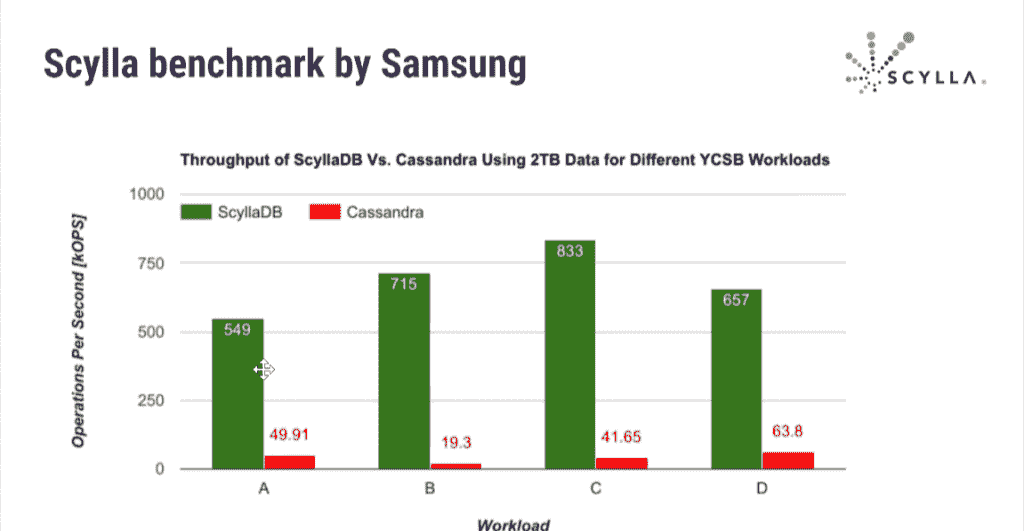 Scylla benchmark by Samsung
SCYLLA.
Throughput of ScyllaDB Vs. Cassandra Using 2TB Data for Different YCSB Workloads
Operations Per Second [kOPS]
1000
750
500
250
0
ScyllaDB
Cassandra
549
49.91
715
19.3
833
41.65
657
63.8
A
B
C
D
Workload